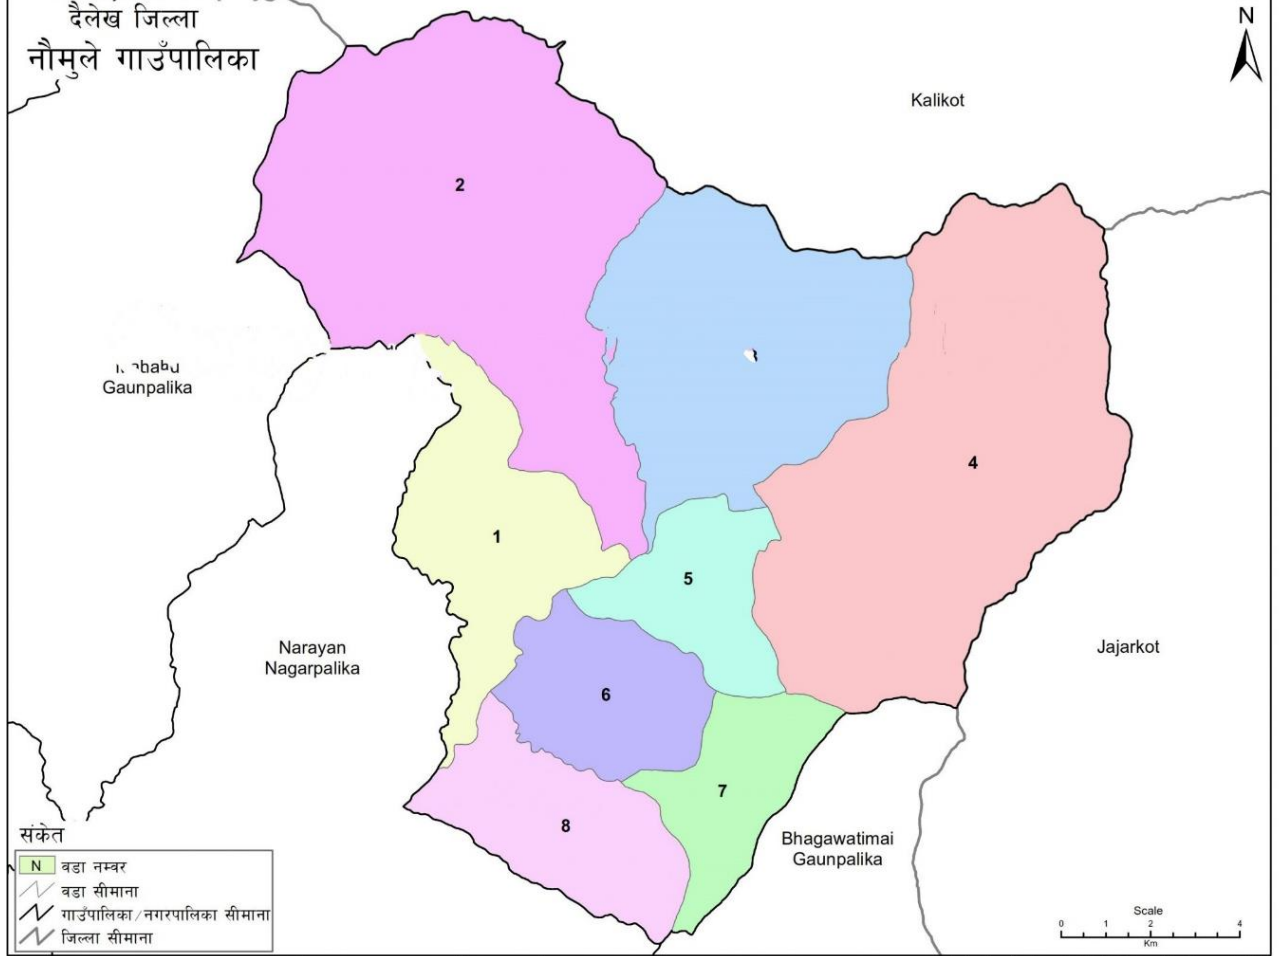 दैलेख जिल्ला
नौमुले गाउँपालिका
N
Kalikot
2
Gaunpalika
4
1
5
Narayan
Nagarpalika
Jajarkot
6
7
8
Bhagawatimai
Gaunpalika
संकेत
N वडा नम्वर
वडा सीमाना
गाउँपालिका/नगरपालिका सीमाना
जिल्ला सीमाना
Scale
0 1 2 4
Km